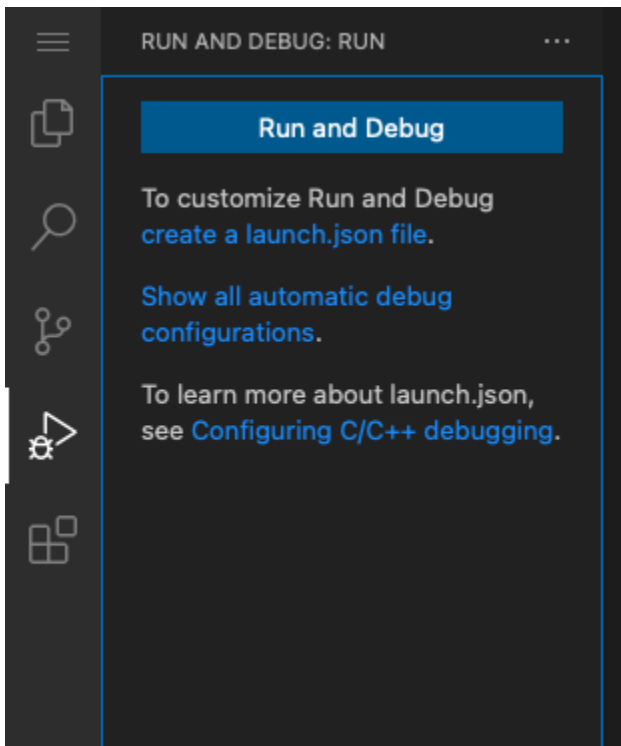 RUN AND DEBUG: RUN
Run and Debug
To customize Run and Debug
create a launch.json file.
Show all automatic debug
configurations.
To learn more about launch.json,
see Configuring C/C++ debugging.